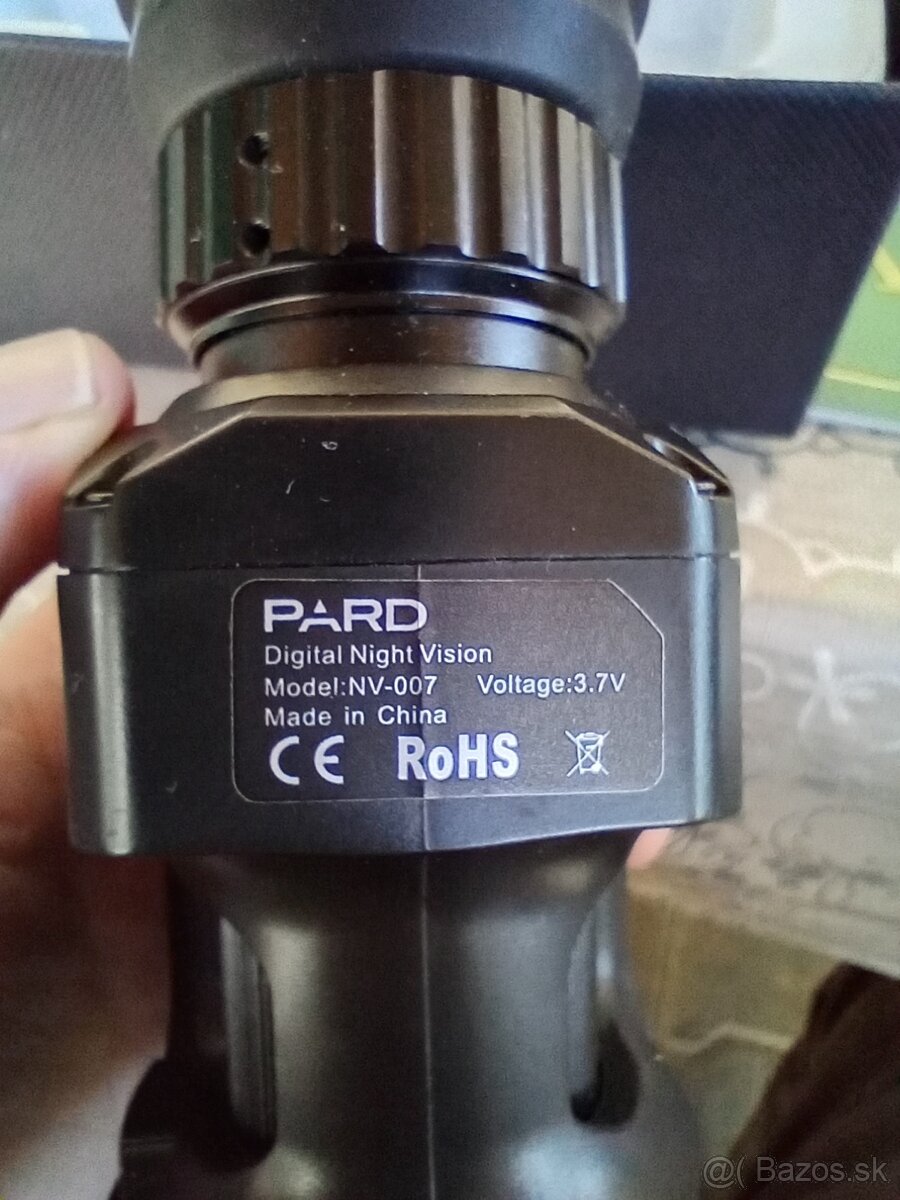 PARD
Digital Night Vision
Model:NV-007 Voltage:3.7V
Made in China
CE RoHS
@( Bazos.sk